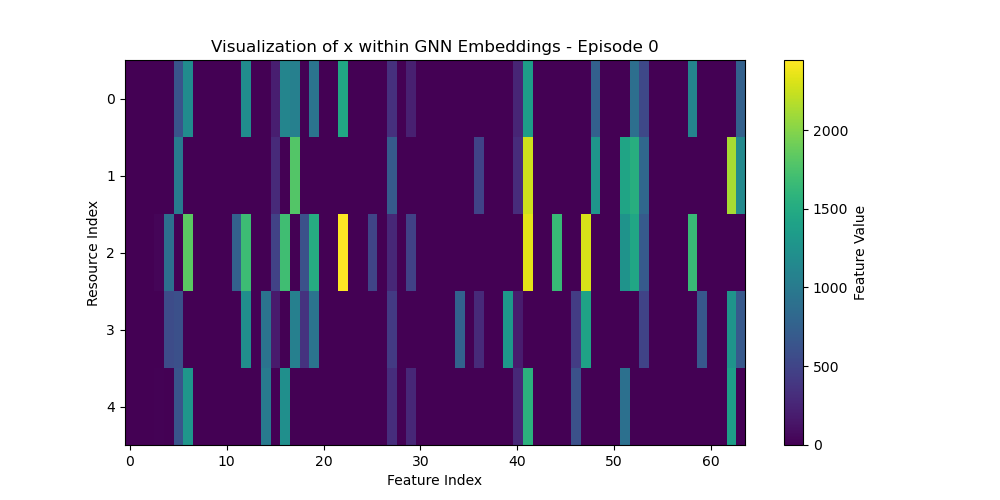 Visualization of x within GNN Embeddings - Episode 0
0
1
2
3
4
Resource Index
0 10 20 30 40 50 60
Feature Index
2000
1500
1000
500
0
Feature Value